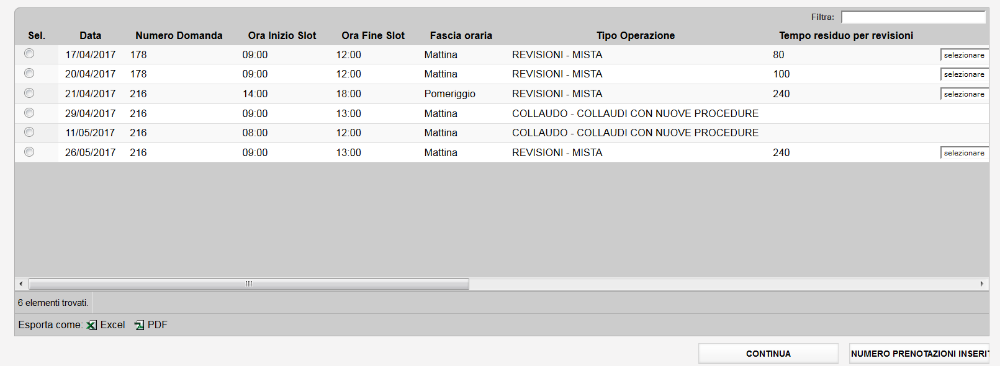 Filtra:
Sel. Data Numero Domanda Ora Inizio Slot Ora Fine Slot Fascia oraria Tipo Operazione Tempo residuo per revisioni
17/04/2017 178 09:00 12:00 Mattina REVISIONI - MISTA 80 selezionare
20/04/2017 178 09:00 12:00 Mattina REVISIONI - MISTA 100 selezionare
21/04/2017 216 14:00 18:00 Pomeriggio REVISIONI - MISTA 240 selezionare
29/04/2017 216 09:00 13:00 Mattina COLLAUDO - COLLAUDI CON NUOVE PROCEDURE
11/05/2017 216 08:00 12:00 Mattina COLLAUDO - COLLAUDI CON NUOVE PROCEDURE
26/05/2017 216 09:00 13:00 Mattina REVISIONI - MISTA 240 selezionare
6 elementi trovati.
Esporta come: Excel PDF
CONTINUA NUMERO PRENOTAZIONI INSERIT